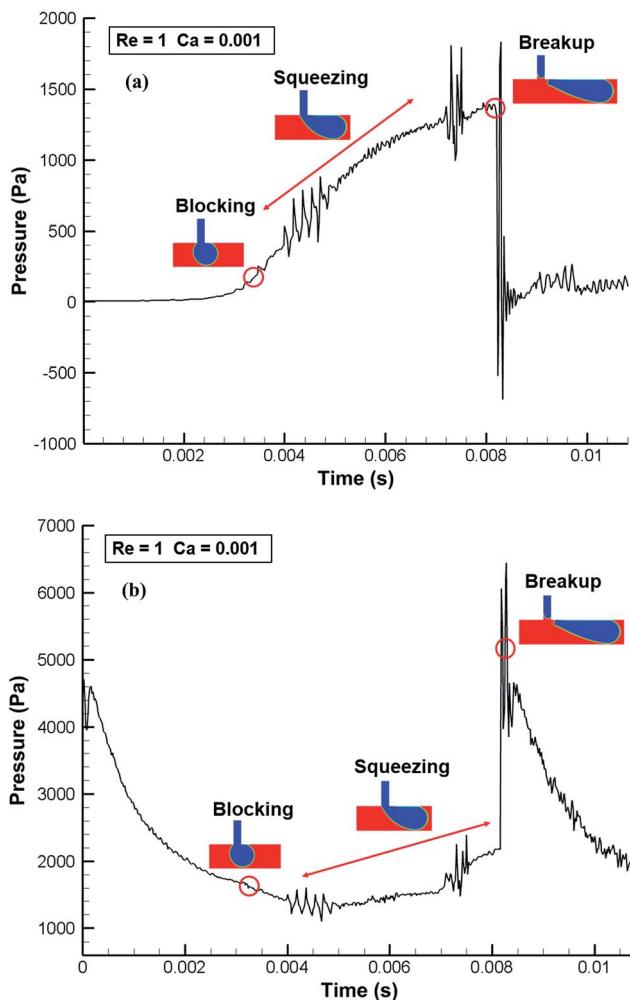 2000
Re = 1 Ca = 0.001
Breakup
(a)
1500
Squeezing
1000
Pressure (Pa)
Blocking
500
0
-500
-1000
0.002
0.004
0.006
0.008
0.01
Time (s)
7000
Re = 1 Ca = 0.001
(b)
Breakup
6000
5000
Pressure (Pa)
4000
Squeezing
3000
Blocking
2000
1000
0
0.002
0.004
0.006
0.008
0.01
Time (s)